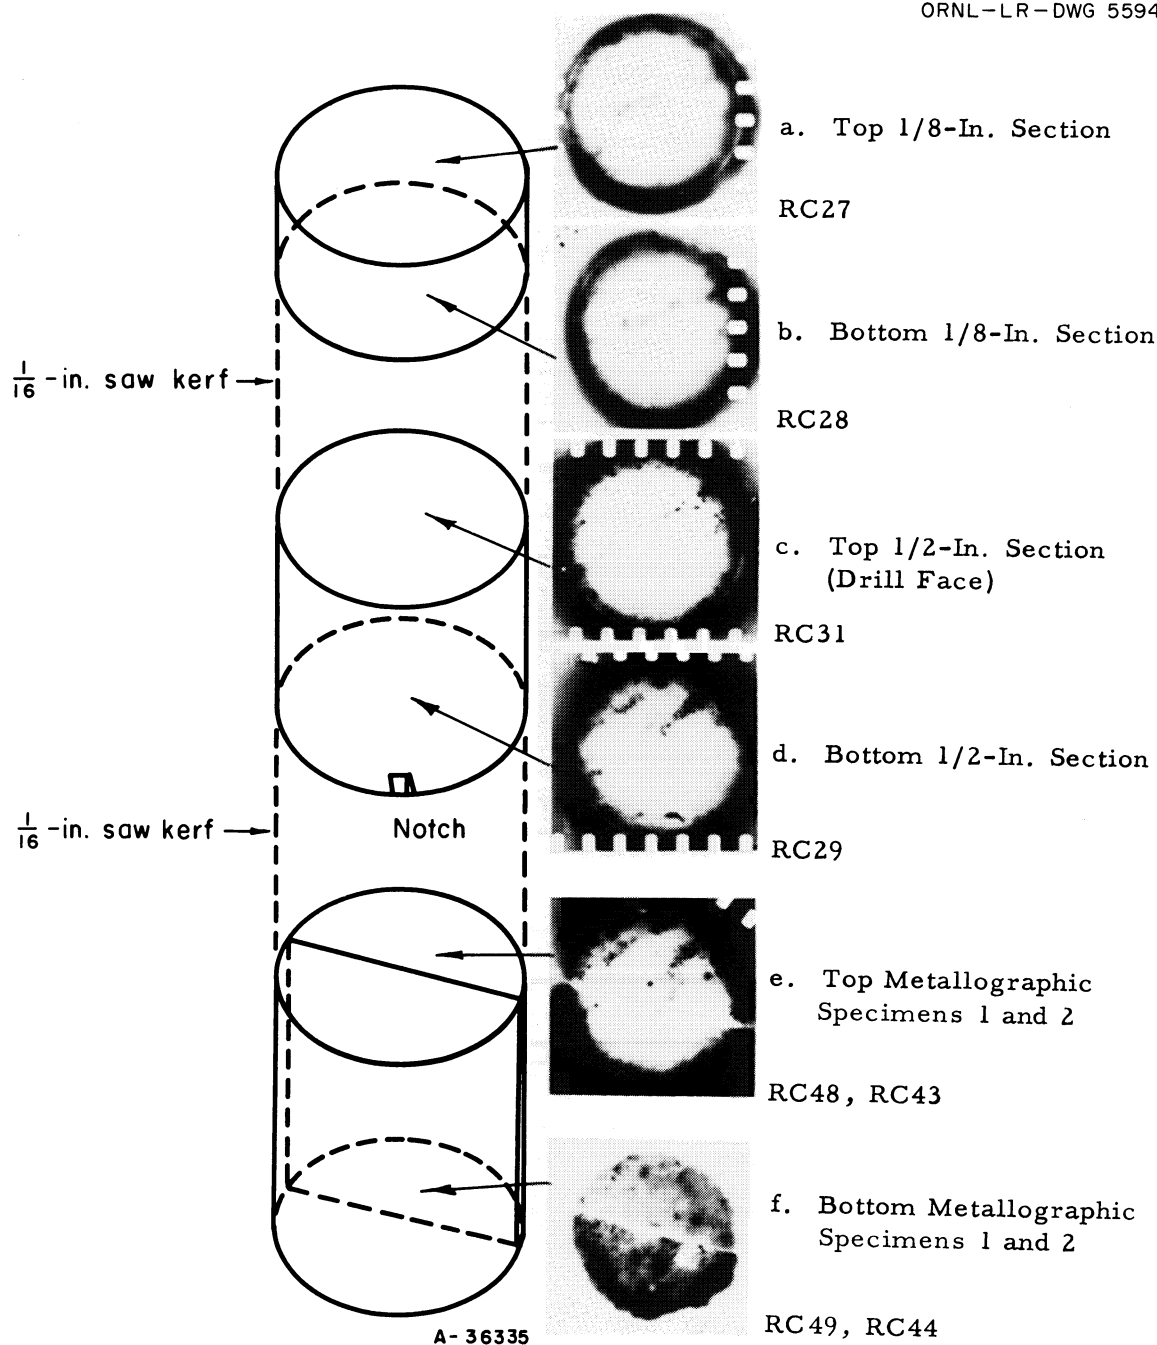 ORNL-LR-DWG 5594
a. Top 1/8-In. Section
RC27
b. Bottom 1/8-In. Section
1/16-in. saw kerf
RC28
c. Top 1/2-In. Section
(Drill Face)
RC31
d. Bottom 1/2-In. Section
1/16-in. saw kerf
Notch
RC29
e. Top Metallographic
Specimens 1 and 2
RC48, RC43
f. Bottom Metallographic
Specimens 1 and 2
RC49, RC44
A-36335